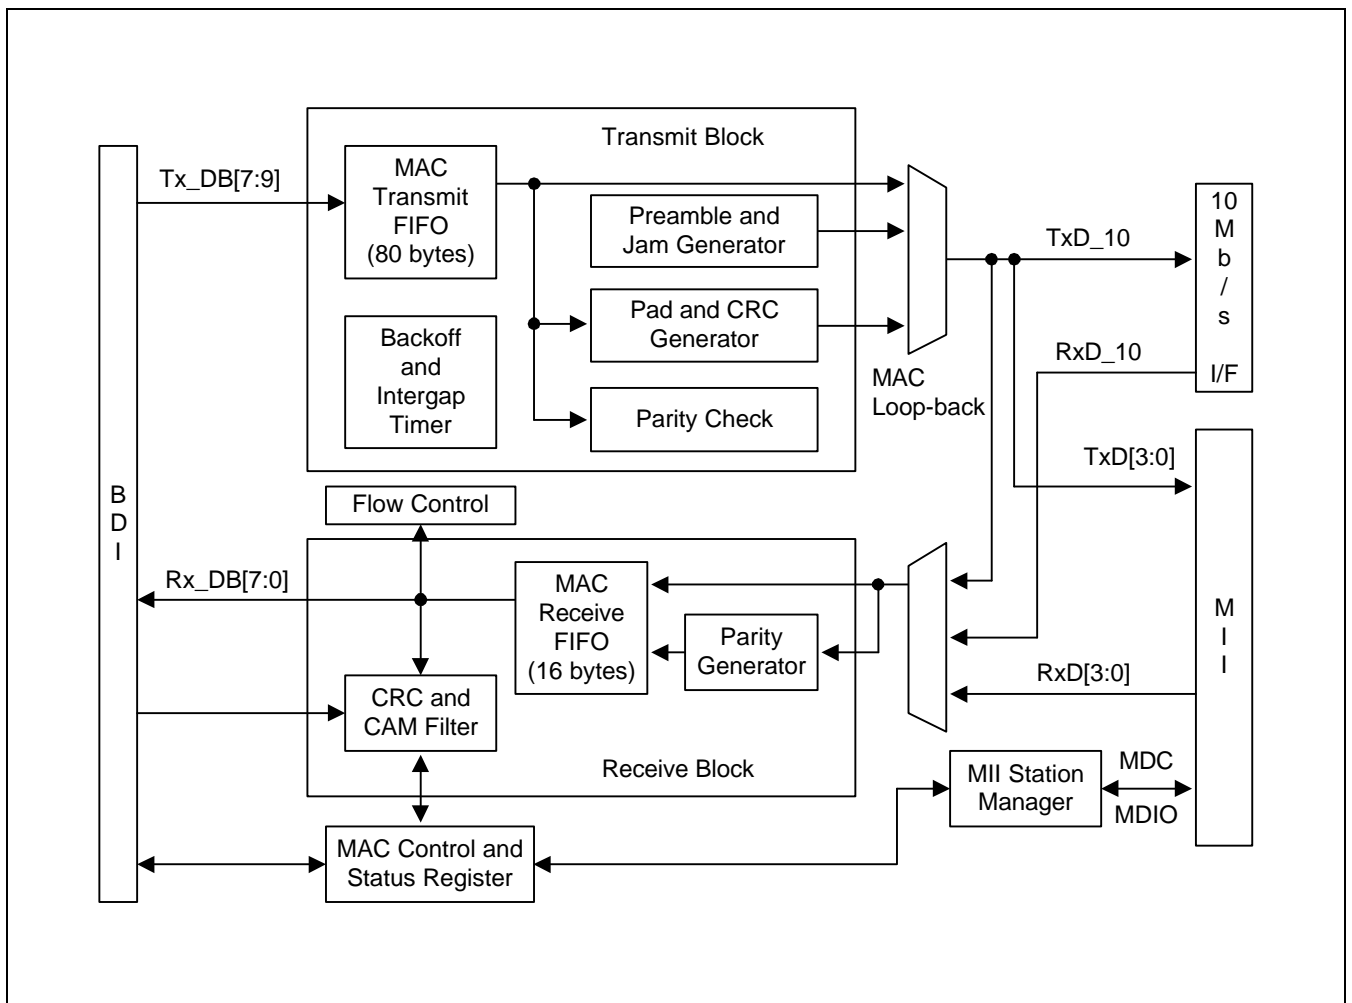 Transmit Block
Tx_DB[7:9]
MAC
Transmit
FIFO
(80 bytes)
Preamble and
Jam Generator
Pad and CRC
Generator
Backoff
and
Intergap
Timer
Parity Check
MAC
Loop-back
TxD_10
RxD_10
10
M
b
/
s
I/F
TxD[3:0]
B
D
I
Flow Control
Rx_DB[7:0]
MAC
Receive
FIFO
(16 bytes)
Parity
Generator
CRC and
CAM Filter
Receive Block
RxD[3:0]
M
I
I
MII Station
Manager
MDC
MDIO
MAC Control and
Status Register